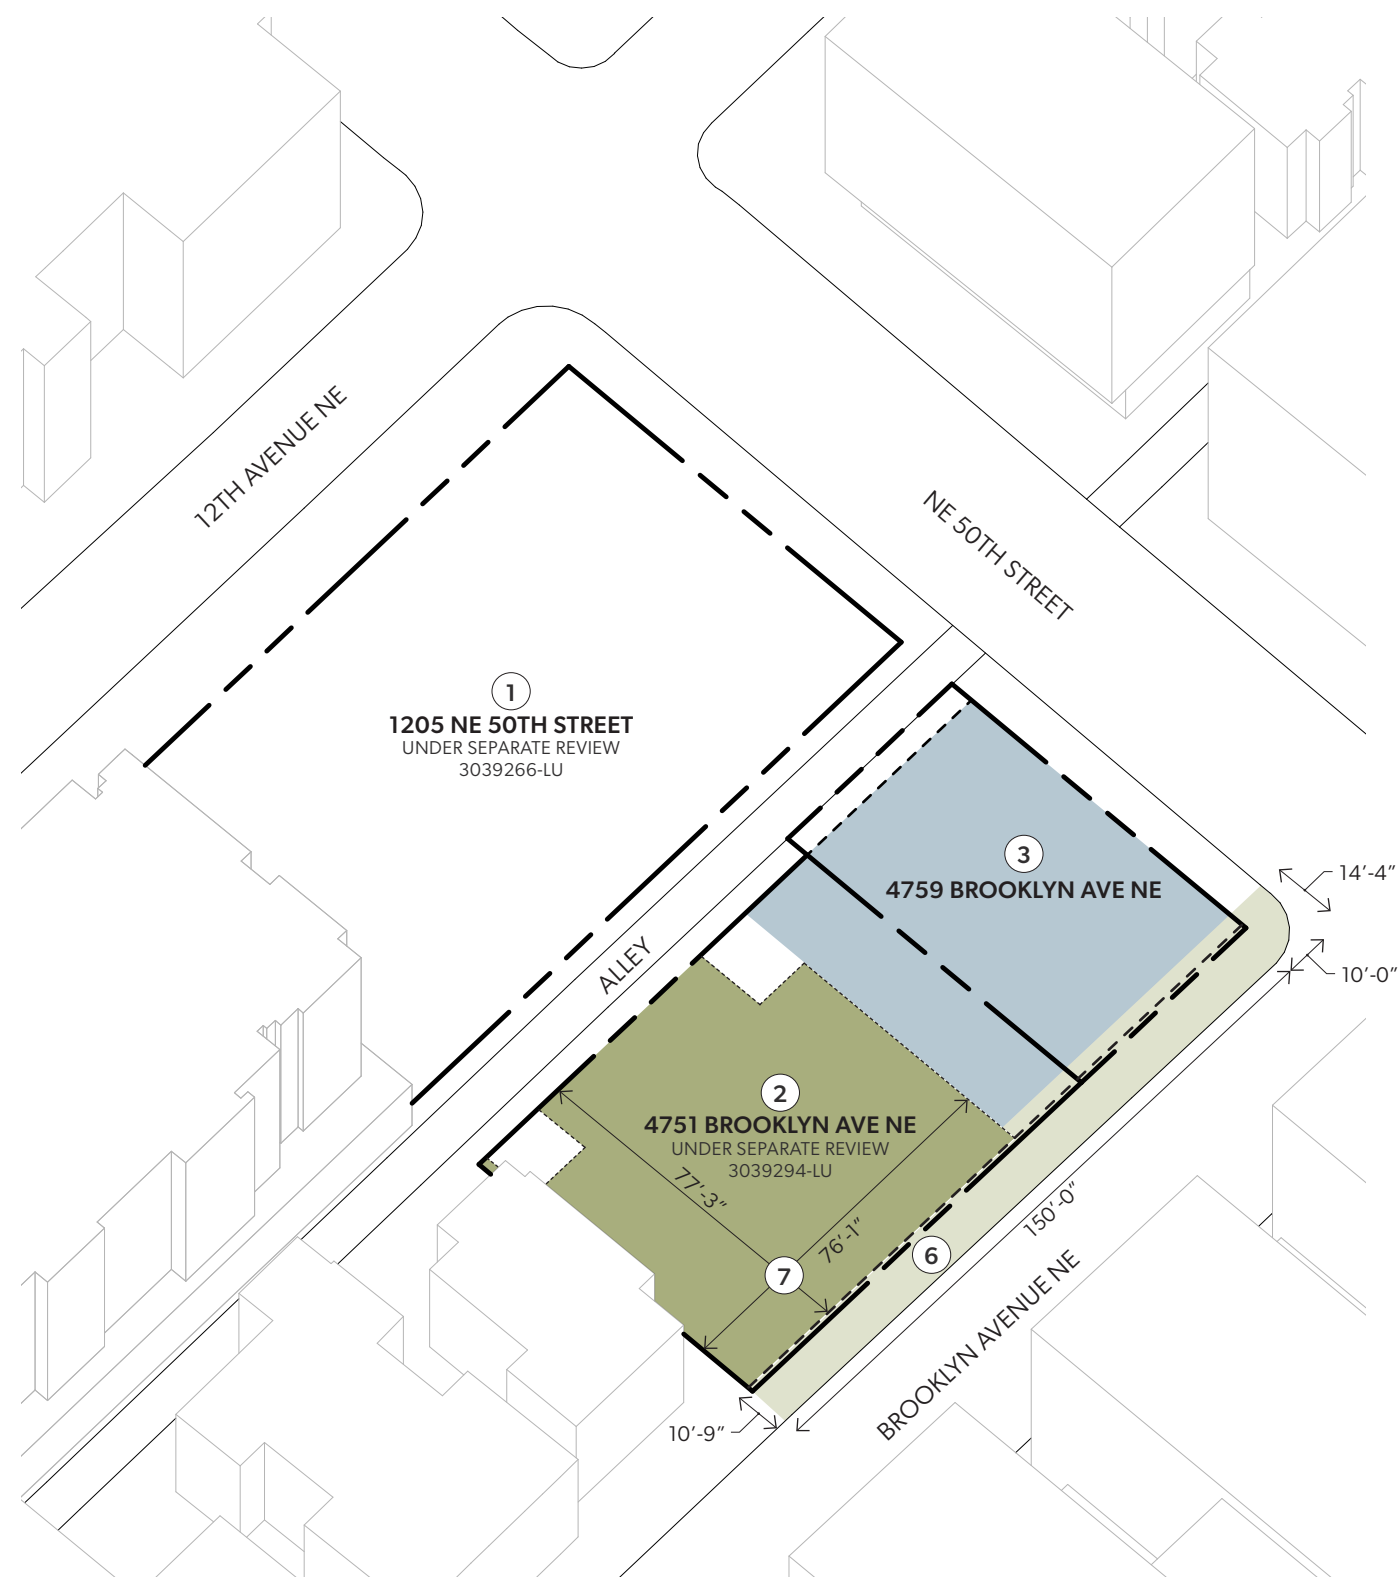 12TH AVENUE NE
NE 50TH STREET
1
1205 NE 50TH STREET
UNDER SEPARATE REVIEW
3039266-LU
3
4759 BROOKLYN AVE NE
14'-4"
10'-0"
ALLEY
2
4751 BROOKLYN AVE NE
UNDER SEPARATE REVIEW
3039294-LU
77'-3"
76'-1"
150'-0"
6
7
BROOKLYN AVENUE NE
10'-9"